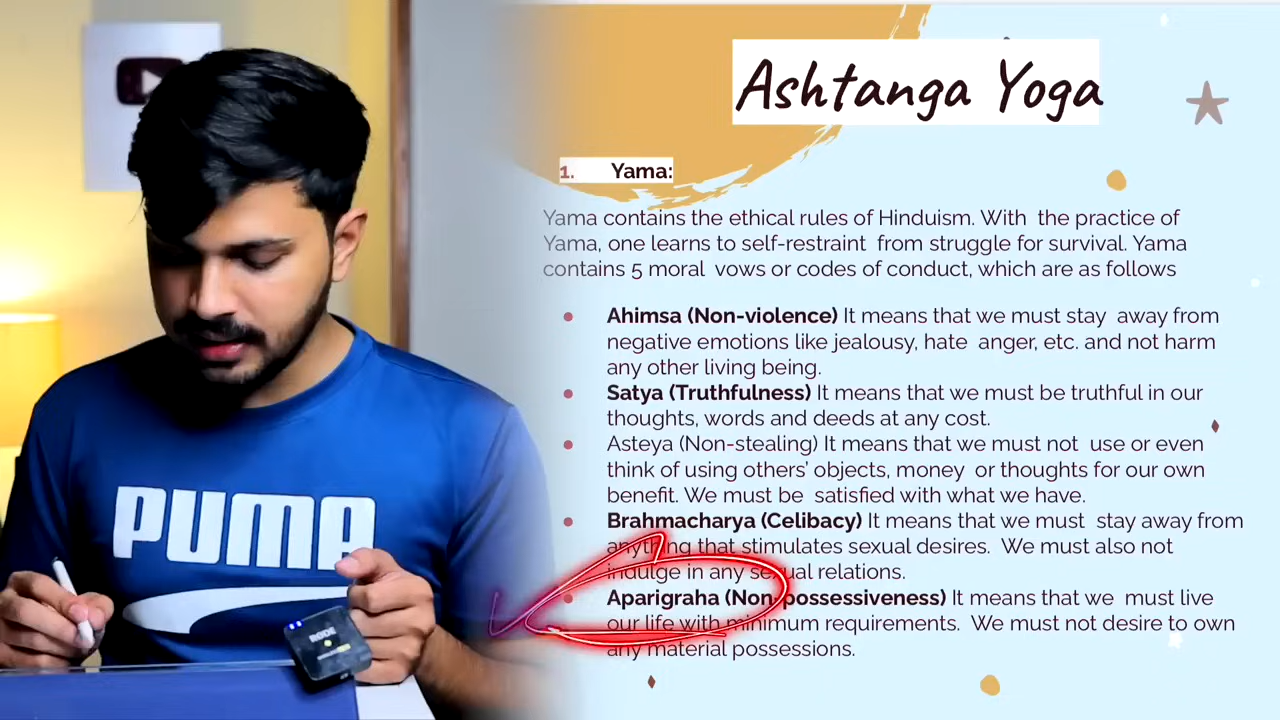 Ashtanga Yoga
1. Yama:
Yama contains the ethical rules of Hinduism. With the practice of
Yama, one learns to self-restraint from struggle for survival. Yama
contains 5 moral vows or codes of conduct, which are as follows
Ahimsa (Non-violence) It means that we must stay away from
negative emotions like jealousy, hate anger, etc. and not harm
any other living being.
Satya (Truthfulness) It means that we must be truthful in our
thoughts, words and deeds at any cost.
Asteya (Non-stealing) It means that we must not use or even
think of using others' objects, money or thoughts for our own
benefit. We must be satisfied with what we have.
Brahmacharya (Celibacy) It means that we must stay away from
anything that stimulates sexual desires. We must also not
indulge in any sexual relations.
Aparigraha (Non-possessiveness) It means that we must live
our life with minimum requirements. We must not desire to own
any material possessions.
PUMA
RODE